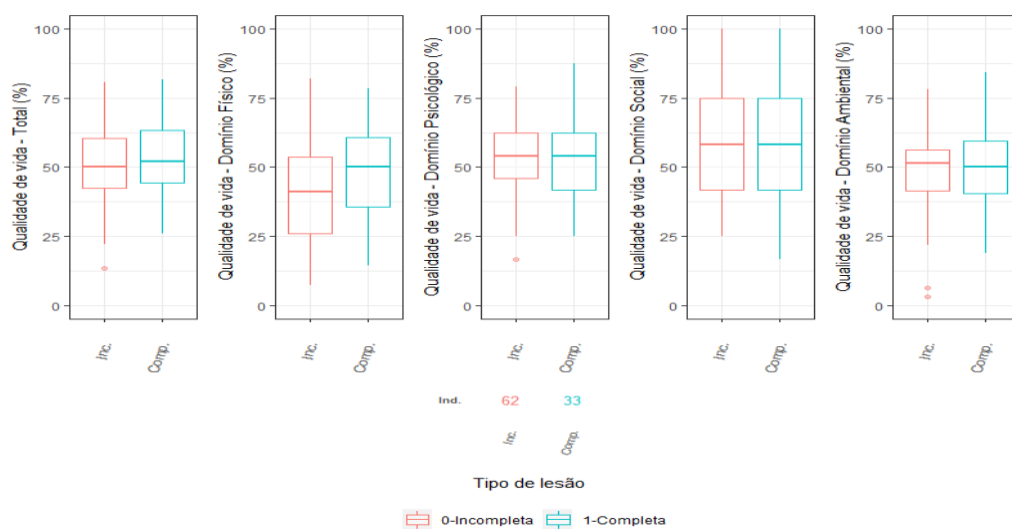 Qualidade de vida - Total (%)
100
75
50
25
0
Inc.
Comp.
Qualidade de vida - Domínio Físico (%)
100
75
50
25
0
Inc.
Comp.
Qualidade de vida - Domínio Psicológico (%)
100
75
50
25
0
Inc.
Comp.
Qualidade de vida - Domínio Social (%)
100
75
50
25
0
Inc.
Comp.
Qualidade de vida - Domínio Ambiental (%)
100
75
50
25
0
Inc.
Comp.
Ind. 62 33
Inc. Comp.
Tipo de lesão
0-Incompleta 1-Completa